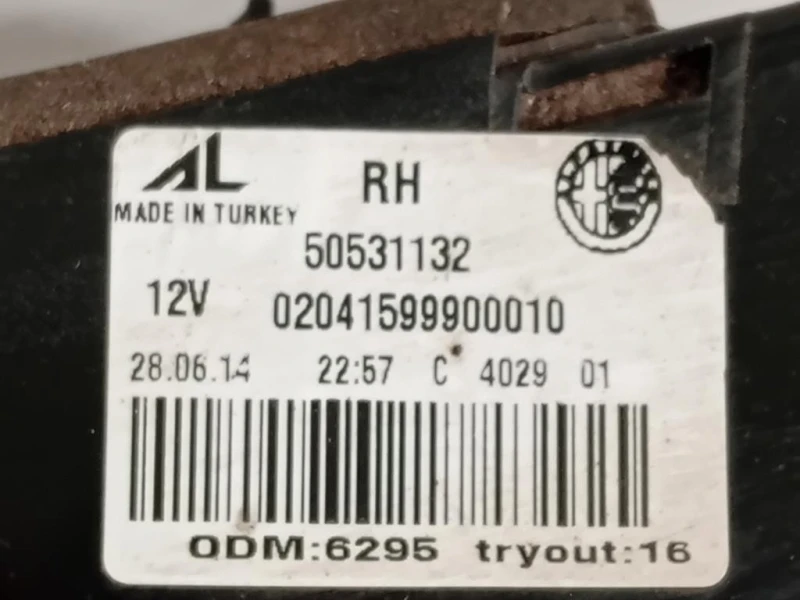 AL RH
MADE IN TURKEY
50531132
12V 02041599900010
28.06.14 22:57 C 4029 01
ODM:6295 tryout:16